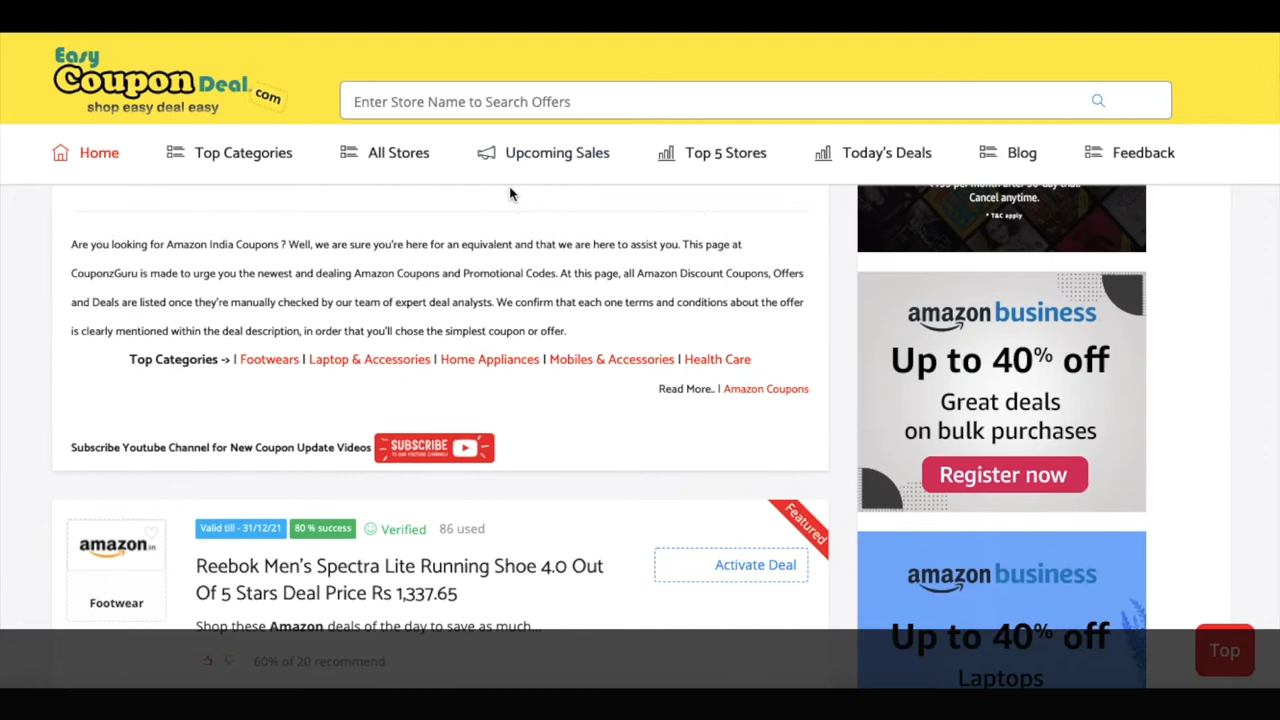 Easy
Coupon Deal .com
shop easy deal easy
Enter Store Name to Search Offers
Home
Top Categories
All Stores
Upcoming Sales
Top 5 Stores
Today's Deals
Blog
Feedback
Cancel anytime.
* T&C apply
Are you looking for Amazon India Coupons ? Well, we are sure you're here for an equivalent and that we are here to assist you. This page at
CouponzGuru is made to urge you the newest and dealing Amazon Coupons and Promotional Codes. At this page, all Amazon Discount Coupons, Offers
and Deals are listed once they're manually checked by our team of expert deal analysts. We confirm that each one terms and conditions about the offer
is clearly mentioned within the deal description, in order that you'll chose the simplest coupon or offer.
Top Categories -> | Footwears | Laptop & Accessories | Home Appliances | Mobiles & Accessories | Health Care
Read More.. | Amazon Coupons
Subscribe Youtube Channel for New Coupon Update Videos SUBSCRIBE
amazon business
Up to 40% off
Great deals
on bulk purchases
Register now
amazon.in
Footwear
Valid till - 31/12/21 80 % success Verified 86 used
Featured
Reebok Men's Spectra Lite Running Shoe 4.0 Out
Of 5 Stars Deal Price Rs 1,337.65
Activate Deal
Shop these Amazon deals of the day to save as much...
60% of 20 recommend
amazon business
Up to 40% off
Laptops
Top